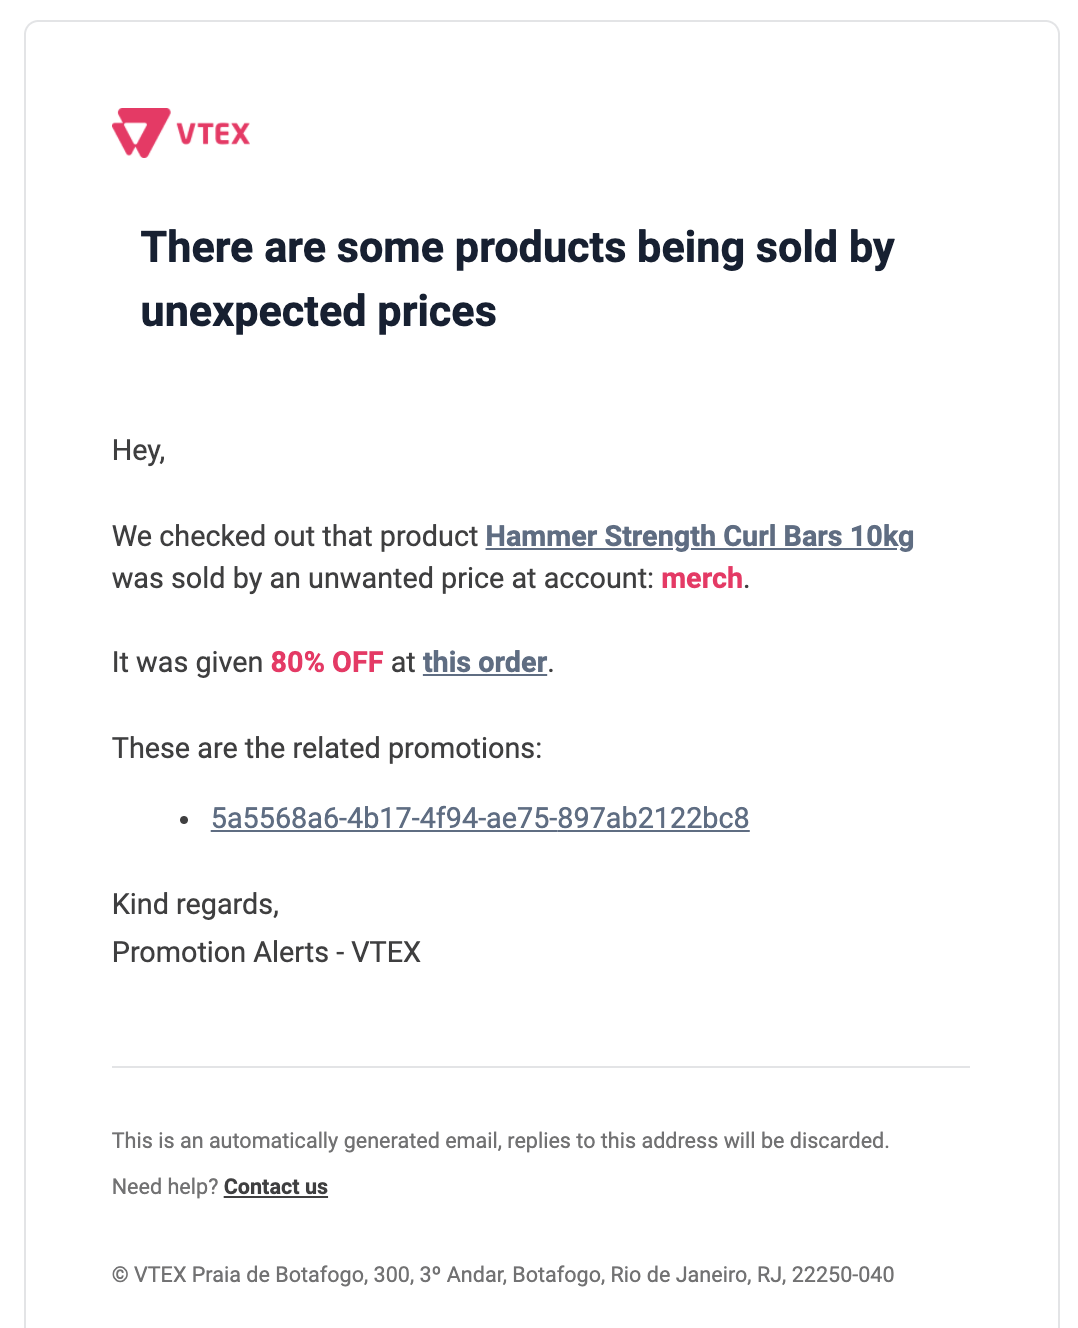 VTEX
There are some products being sold by
unexpected prices
Hey,
We checked out that product Hammer Strength Curl Bars 10kg
was sold by an unwanted price at account: merch.
It was given 80% OFF at this order.
These are the related promotions:
• 5a5568a6-4b17-4f94-ae75-897ab2122bc8
Kind regards,
Promotion Alerts - VTEX
This is an automatically generated email, replies to this address will be discarded.
Need help? Contact us
© VTEX Praia de Botafogo, 300, 3º Andar, Botafogo, Rio de Janeiro, RJ, 22250-040